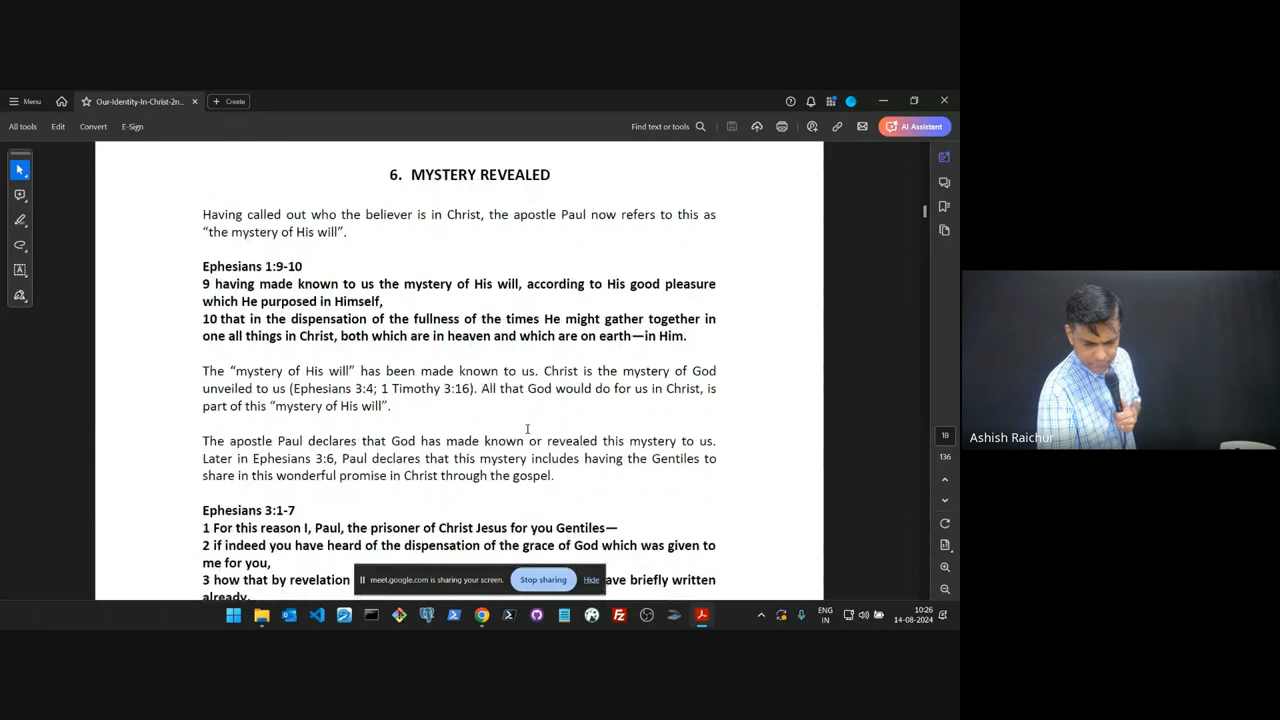 Menu
Our-Identity-In-Christ-2n...
Create
All tools
Edit
Convert
E-Sign
Find text or tools
AI Assistant
6. MYSTERY REVEALED
Having called out who the believer is in Christ, the apostle Paul now refers to this as
“the mystery of His will”.
Ephesians 1:9-10
9 having made known to us the mystery of His will, according to His good pleasure
which He purposed in Himself,
10 that in the dispensation of the fullness of the times He might gather together in
one all things in Christ, both which are in heaven and which are on earth—in Him.
The “mystery of His will” has been made known to us. Christ is the mystery of God
unveiled to us (Ephesians 3:4; 1 Timothy 3:16). All that God would do for us in Christ, is
part of this “mystery of His will”.
The apostle Paul declares that God has made known or revealed this mystery to us.
Later in Ephesians 3:6, Paul declares that this mystery includes having the Gentiles to
share in this wonderful promise in Christ through the gospel.
Ephesians 3:1-7
1 For this reason I, Paul, the prisoner of Christ Jesus for you Gentiles—
2 if indeed you have heard of the dispensation of the grace of God which was given to
me for you,
3 how that by revelation ave briefly written
already,
meet.google.com is sharing your screen.
Stop sharing
Hide
18
136
ENG
IN
10:26
14-08-2024
Ashish Raichur